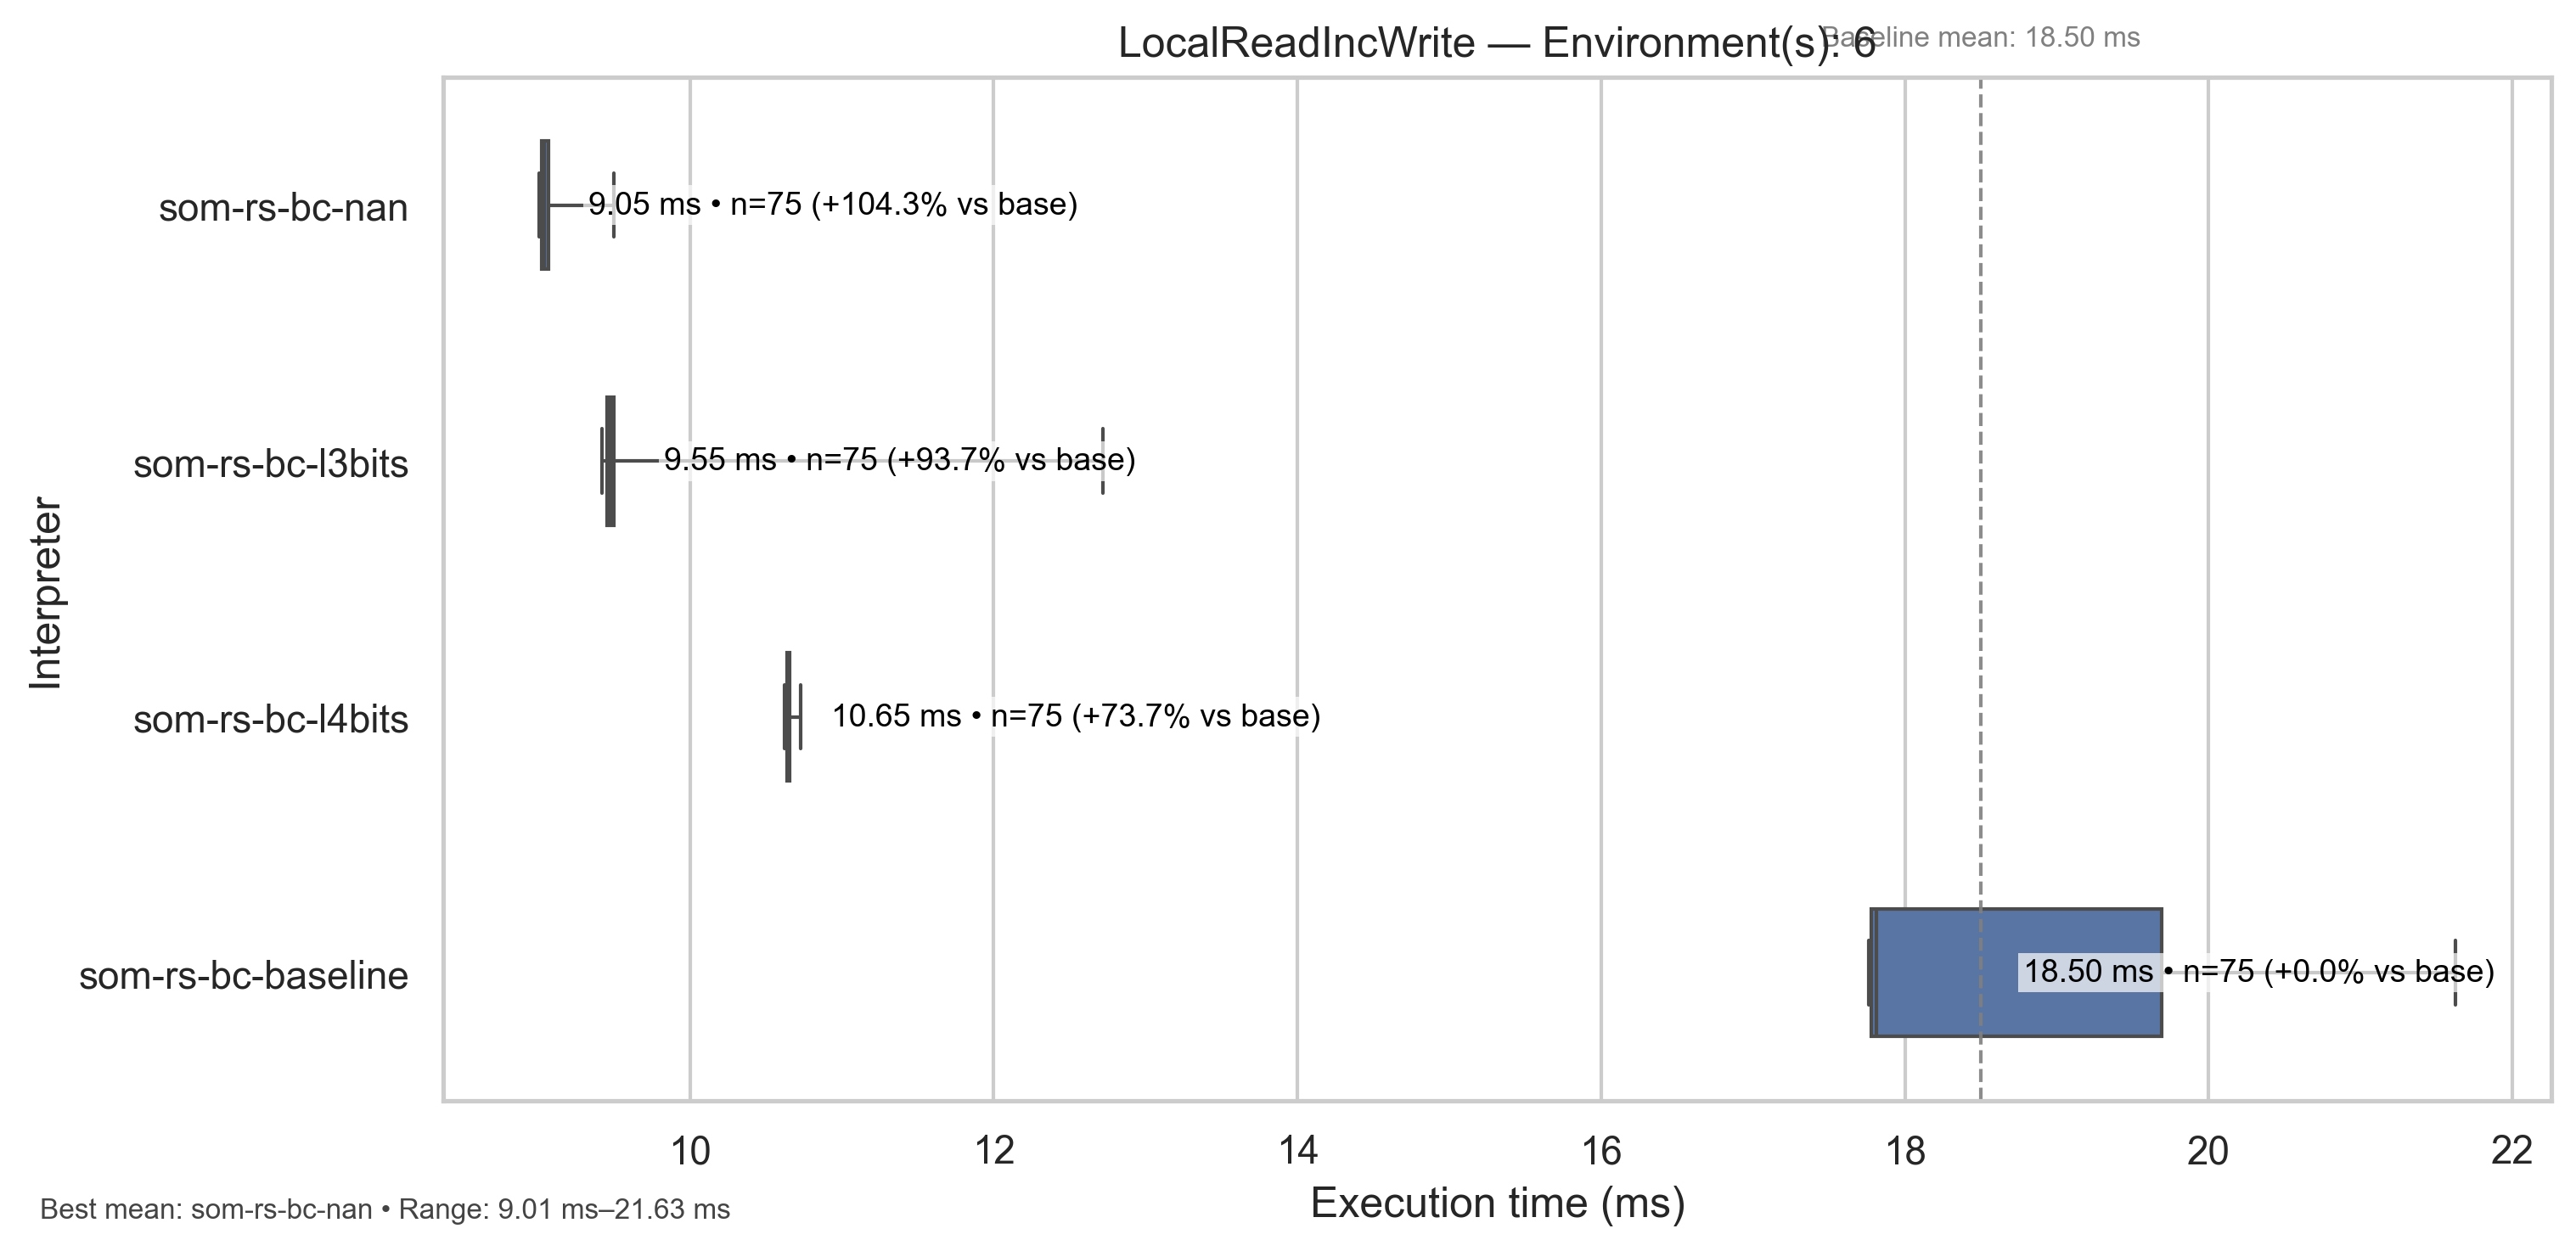 LocalReadIncWrite — Environment(s): 6
Baseline mean: 18.50 ms
Interpreter
som-rs-bc-nan
9.05 ms • n=75 (+104.3% vs base)
som-rs-bc-l3bits
9.55 ms • n=75 (+93.7% vs base)
som-rs-bc-l4bits
10.65 ms • n=75 (+73.7% vs base)
som-rs-bc-baseline
18.50 ms • n=75 (+0.0% vs base)
10 12 14 16 18 20 22
Execution time (ms)
Best mean: som-rs-bc-nan • Range: 9.01 ms–21.63 ms